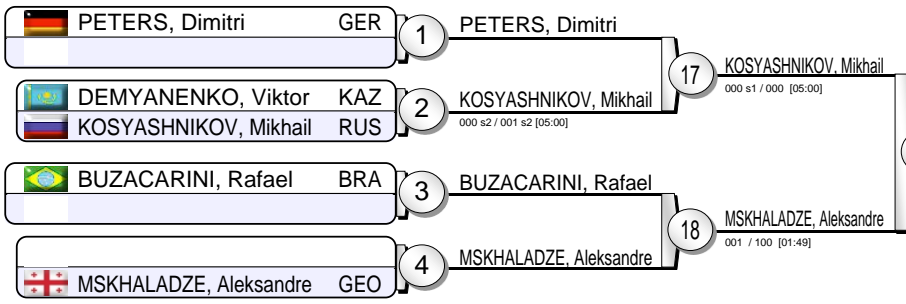 PETERS, Dimitri GER
1
PETERS, Dimitri
17
KOSYASHNIKOV, Mikhail
000 s1 / 000 [05:00]
DEMYANENKO, Viktor KAZ
KOSYASHNIKOV, Mikhail RUS
2
KOSYASHNIKOV, Mikhail
000 s2 / 001 s2 [05:00]
BUZACARINI, Rafael BRA
3
BUZACARINI, Rafael
18
MSKHALADZE, Aleksandre
001 / 100 [01:49]
MSKHALADZE, Aleksandre GEO
4
MSKHALADZE, Aleksandre